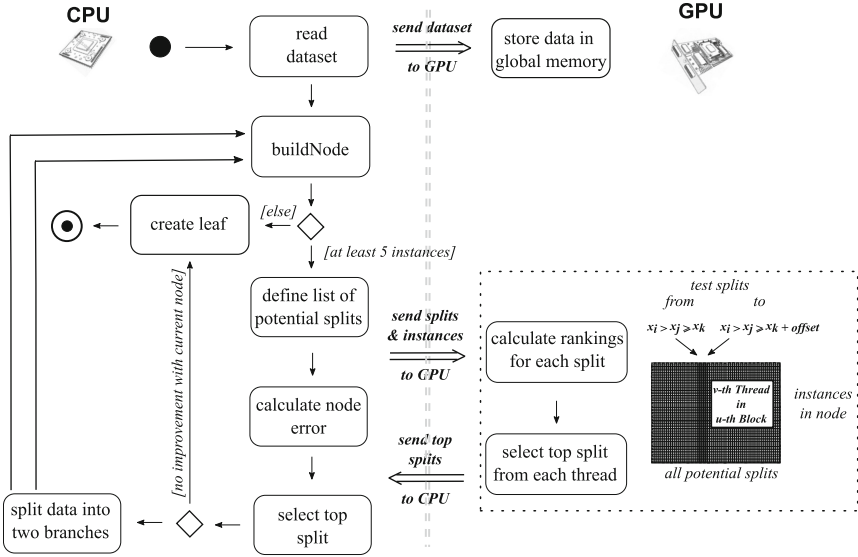 CPU
GPU
read
dataset
send dataset
to GPU
store data in
global memory
buildNode
[else]
create leaf
[at least 5 instances]
define list of
potential splits
send splits
& instances
to GPU
calculate rankings
for each split
test splits
from to
xi > xj ⩾ xk
xi > xj ⩾ xk + offset
v-th Thread
in
u-th Block
instances
in node
all potential splits
[no improvement with current node]
calculate node
error
send top
splits
to CPU
select top split
from each thread
split data into
two branches
select top
split